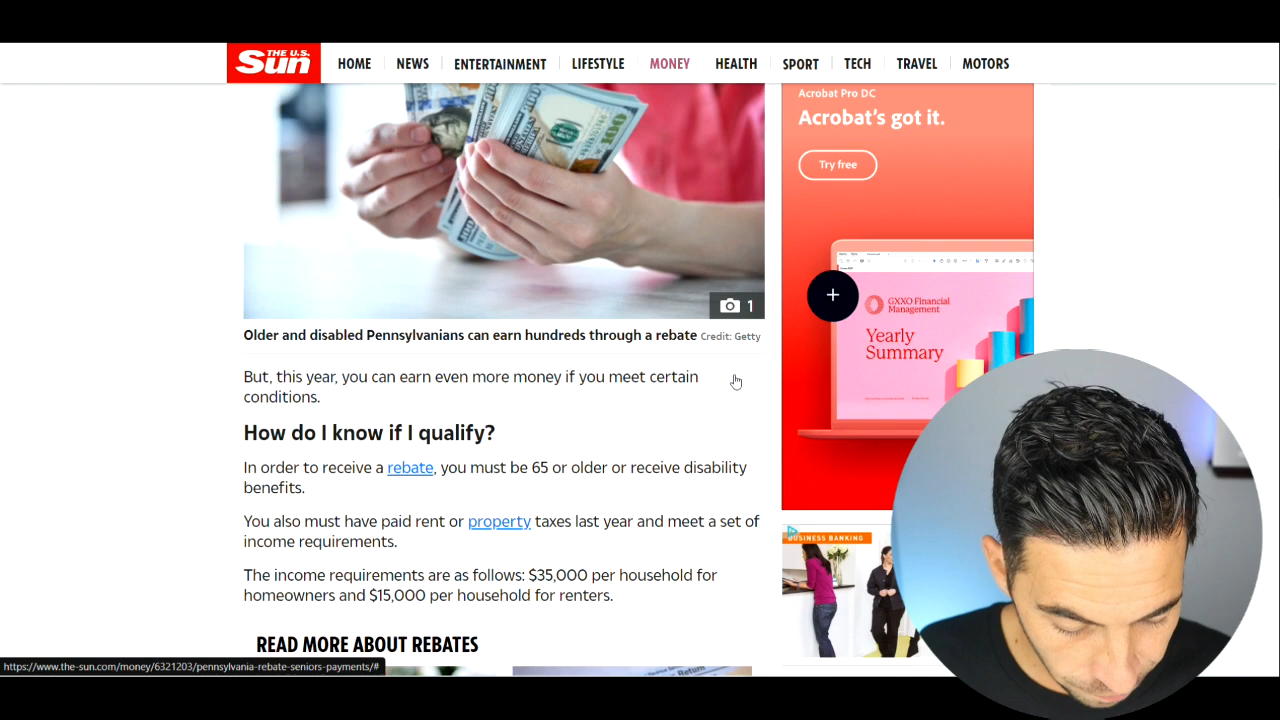 THE U.S.
Sun
HOME
NEWS
ENTERTAINMENT
LIFESTYLE
MONEY
HEALTH
SPORT
TECH
TRAVEL
MOTORS
1
Older and disabled Pennsylvanians can earn hundreds through a rebate Credit: Getty
But, this year, you can earn even more money if you meet certain
conditions.
How do I know if I qualify?
In order to receive a rebate, you must be 65 or older or receive disability
benefits.
You also must have paid rent or property taxes last year and meet a set of
income requirements.
The income requirements are as follows: $35,000 per household for
homeowners and $15,000 per household for renters.
READ MORE ABOUT REBATES
https://www.the-sun.com/money/6321203/pennsylvania-rebate-seniors-payments/#
Acrobat Pro DC
Acrobat's got it.
Try free
GXXO Financial
Management
Yearly
Summary
BUSINESS BANKING